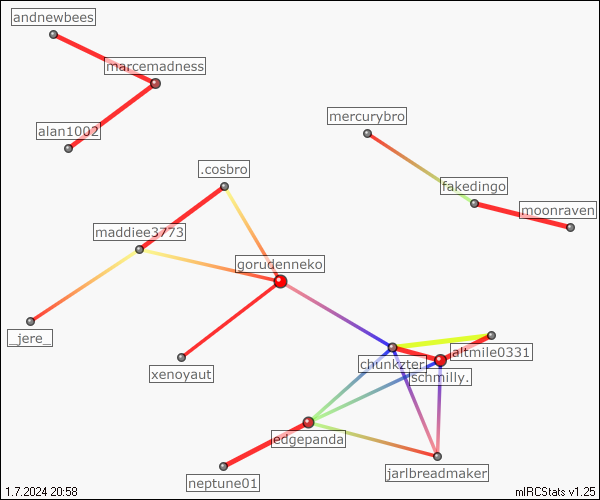 andnewbees
marcemadness
mercurybro
alan1002
.cosbro
fakedingo
moonraven
maddiee3773
gorudenneko
_jere_
altmile0331
chunkzter
schmilly.
xenoyaut
edgepanda
jarlbreadmaker
neptune01
1.7.2024 20:58
mIRCStats v1.25